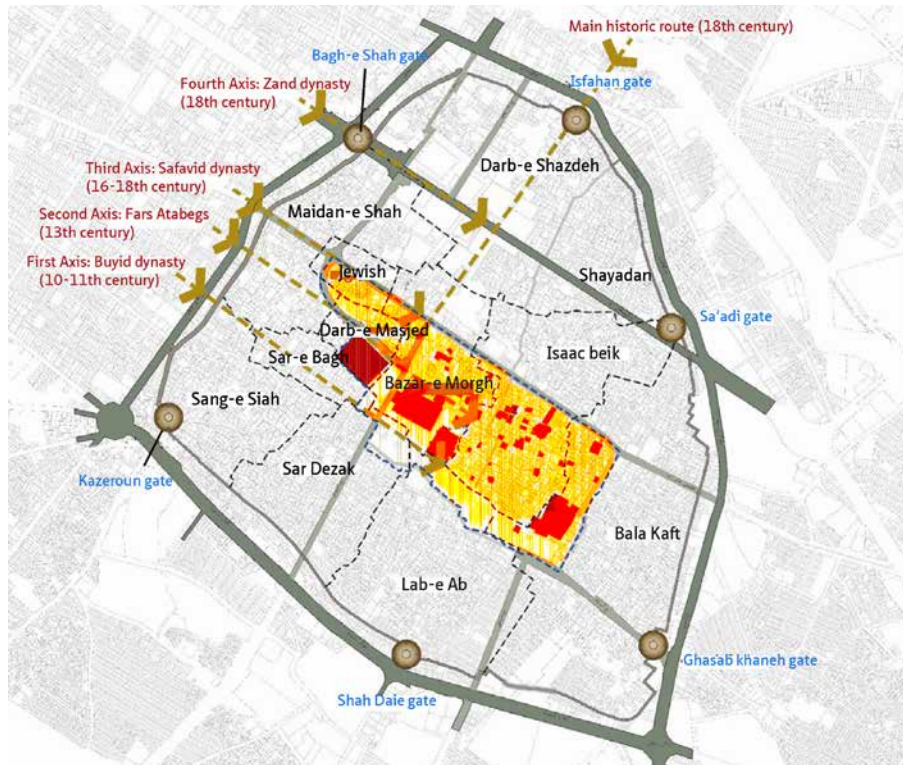 Main historic route (18th century)
Bagh-e Shah gate
Isfahan gate
Fourth Axis: Zand dynasty
(18th century)
Darb-e Shazdeh
Third Axis: Safavid dynasty
(16-18th century)
Maidan-e Shah
Second Axis: Fars Atabegs
(13th century)
First Axis: Buyid dynasty
(10-11th century)
Jewish
Shayadan
Sa'adi gate
Darb-e Masjed
Isaac beik
Sar-e Bagh
Bazar-e Morgh
Sang-e Siah
Sar Dezak
Kazeroun gate
Bala Kaft
Lab-e Ab
Ghasab khaneh gate
Shah Daie gate